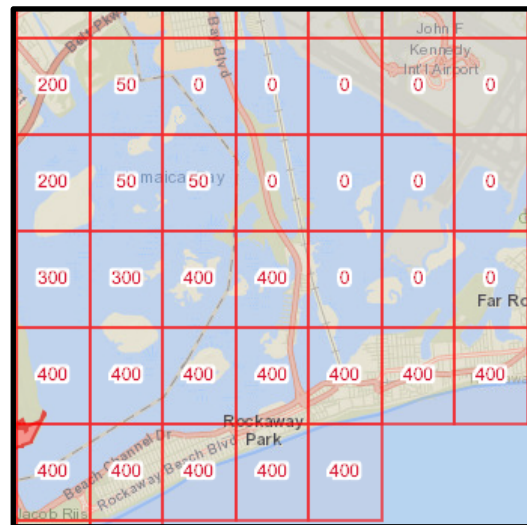 John F
Kennedy
Int'l Airport
Belt Pkwy
Bay Blvd
200 50 0 0 0 0 0
maica
200 50 50 0 0 0 0
300 300 400 400 0 0 0
Far Ro
400 400 400 400 400 400 400
Rockaway
Park
Beach Channel Dr
Rockaway Beach Blvd
400 400 400 400 400
Jacob Riis